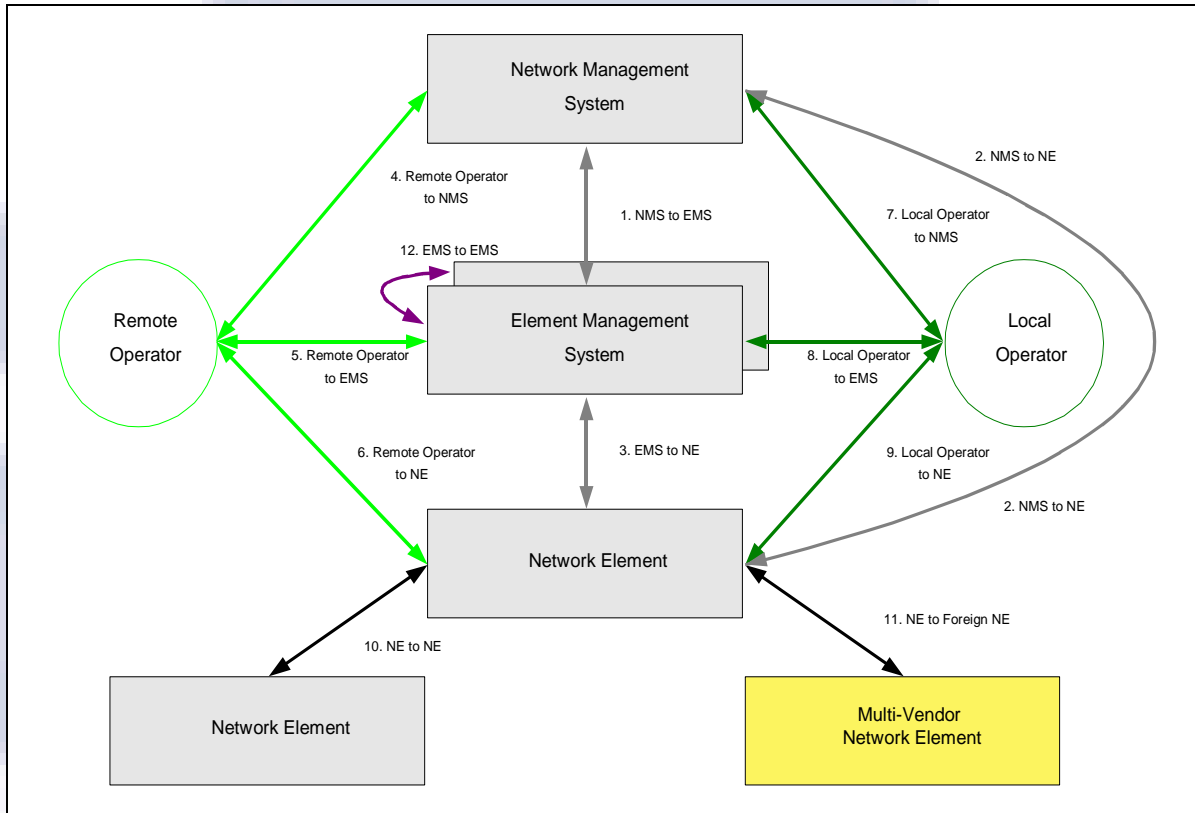 Network Management
System
2. NMS to NE
4. Remote Operator
to NMS
1. NMS to EMS
7. Local Operator
to NMS
12. EMS to EMS
Remote
Operator
Element Management
System
Local
Operator
5. Remote Operator
to EMS
8. Local Operator
to EMS
6. Remote Operator
to NE
3. EMS to NE
9. Local Operator
to NE
2. NMS to NE
Network Element
10. NE to NE
11. NE to Foreign NE
Network Element
Multi-Vendor
Network Element